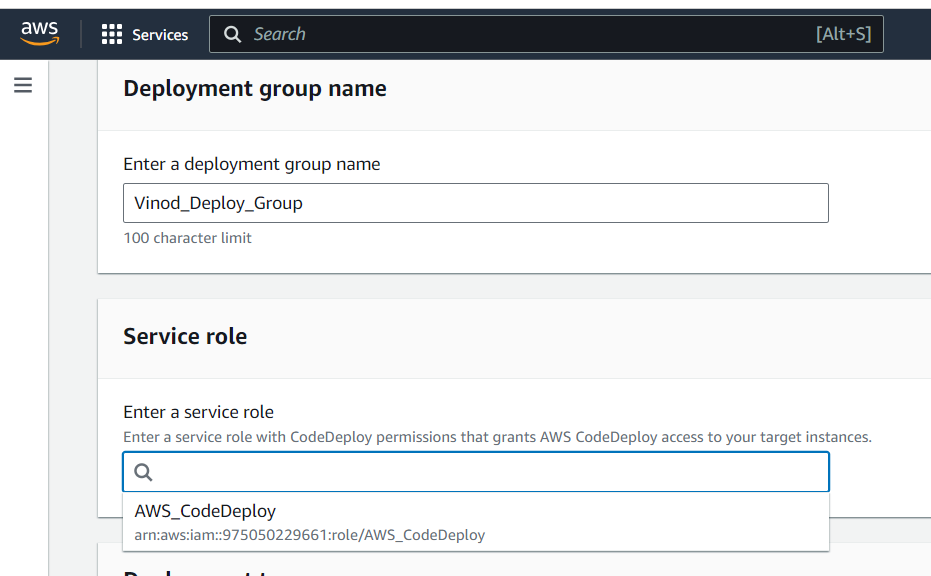 aws
Services
Search
[Alt+S]
Deployment group name
Enter a deployment group name
Vinod_Deploy_Group
100 character limit
Service role
Enter a service role
Enter a service role with CodeDeploy permissions that grants AWS CodeDeploy access to your target instances.
AWS_CodeDeploy
arn:aws:iam::975050229661:role/AWS_CodeDeploy